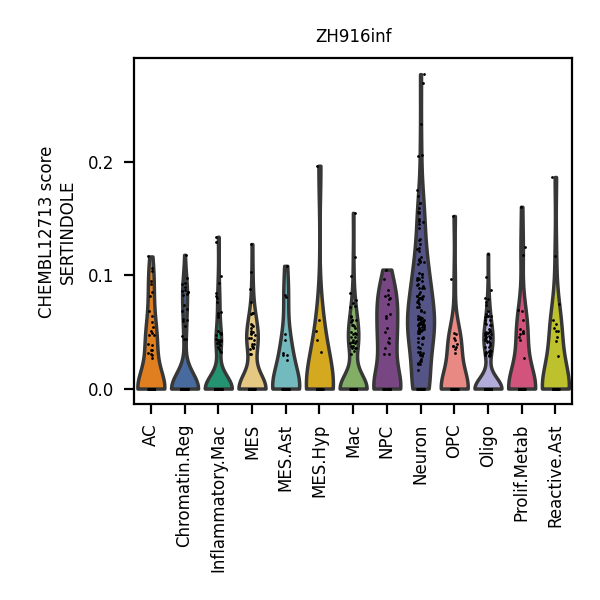 ZH916inf
CHEMBL12713 score
SERTINDOLE
0.2
0.1
0.0
AC
Chromatin.Reg
Inflammatory.Mac
MES
MES.Ast
MES.Hyp
Mac
NPC
Neuron
OPC
Oligo
Prolif.Metab
Reactive.Ast